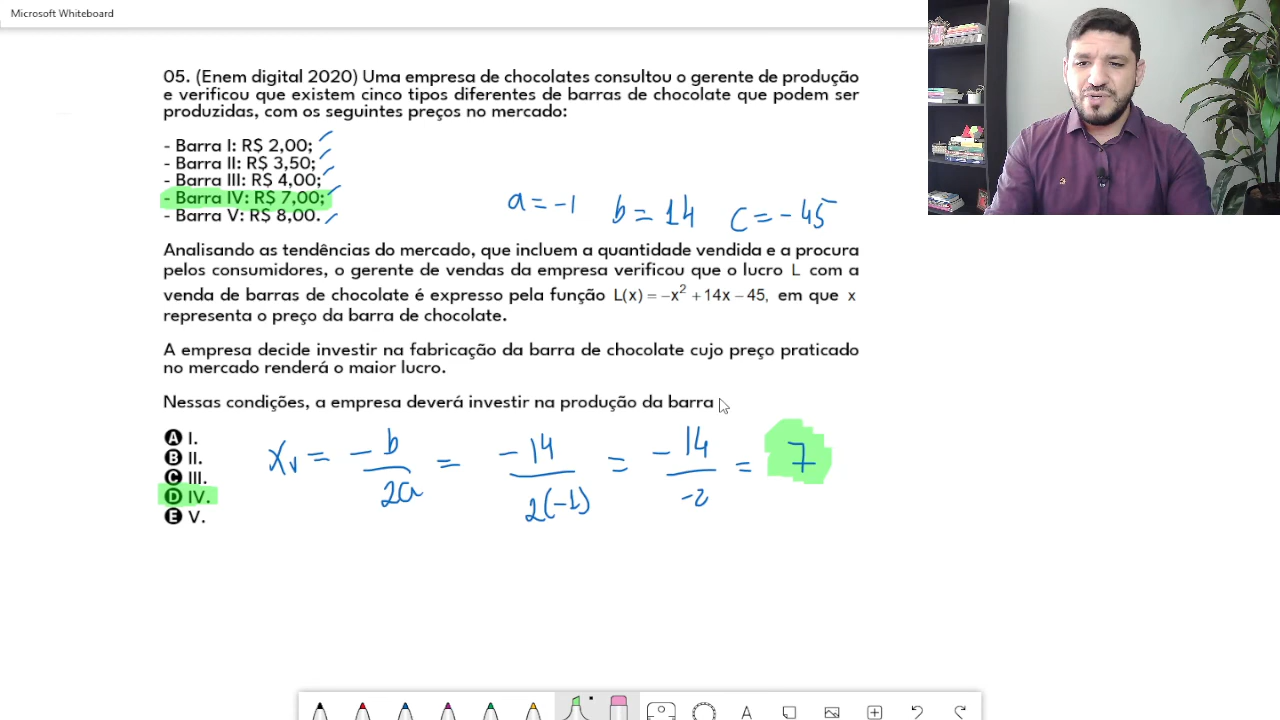 Microsoft Whiteboard
05. (Enem digital 2020) Uma empresa de chocolates consultou o gerente de produção
e verificou que existem cinco tipos diferentes de barras de chocolate que podem ser
produzidas, com os seguintes preços no mercado:
- Barra I: R$ 2,00;
- Barra II: R$ 3,50;
- Barra III: R$ 4,00;
- Barra IV: R$ 7,00;
- Barra V: R$ 8,00.
a = -1 b = 14 c = -45
Analisando as tendências do mercado, que incluem a quantidade vendida e a procura
pelos consumidores, o gerente de vendas da empresa verificou que o lucro L com a
venda de barras de chocolate é expresso pela função L(x) = -x² + 14x - 45, em que x
representa o preço da barra de chocolate.
A empresa decide investir na fabricação da barra de chocolate cujo preço praticado
no mercado renderá o maior lucro.
Nessas condições, a empresa deverá investir na produção da barra
A I.
B II.
C III.
D IV.
E V.
xv = -b/2a = -14/2(-1) = -14/-2 = 7